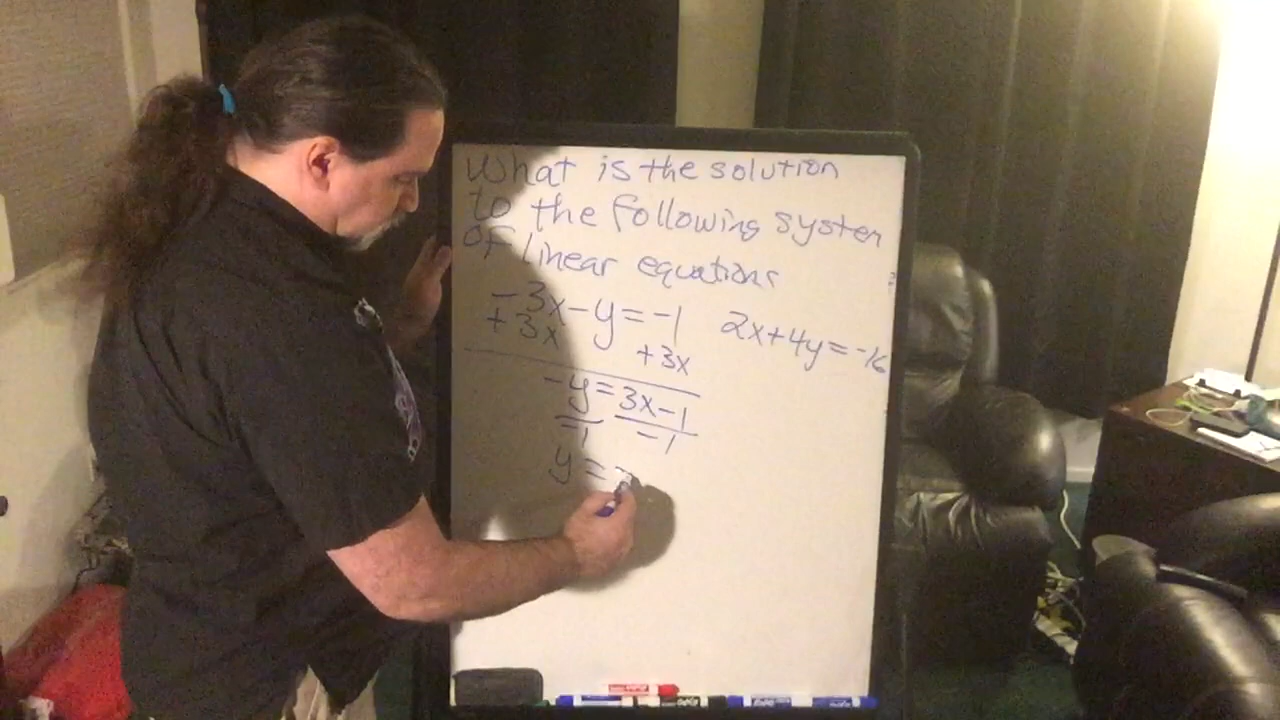 What is the solution
to the following system
of linear equations
-3x-y=-1 2x+4y=-16
+3x +3x
-y=3x-1
-1 -1
y=-